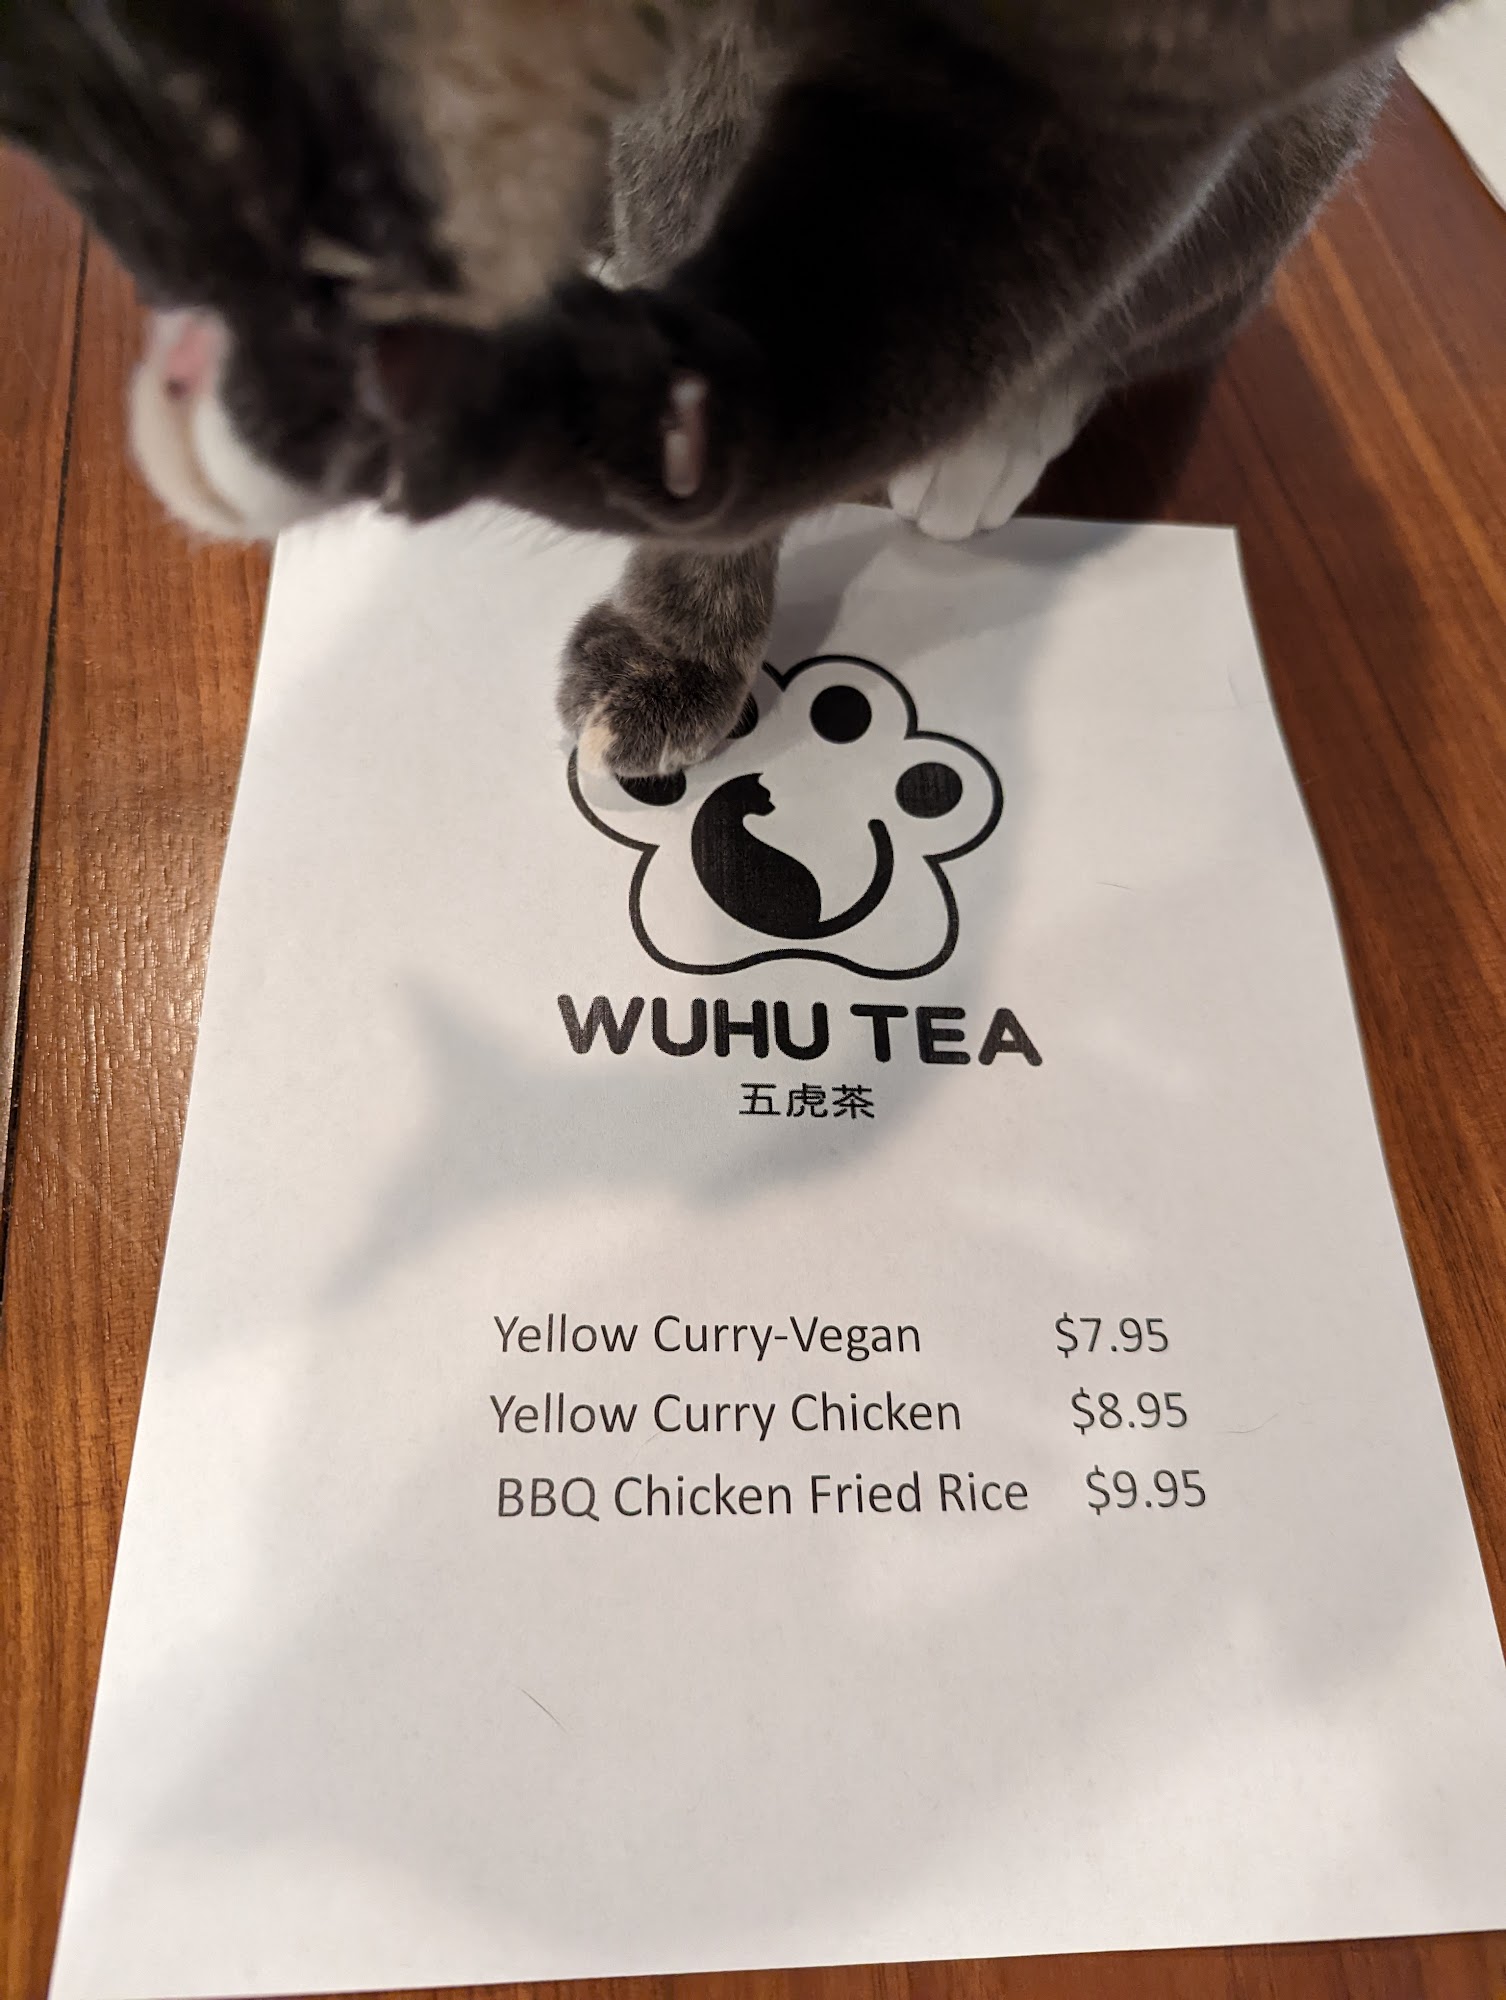 WUHU TEA
五虎茶
Yellow Curry-Vegan $7.95
Yellow Curry Chicken $8.95
BBQ Chicken Fried Rice $9.95